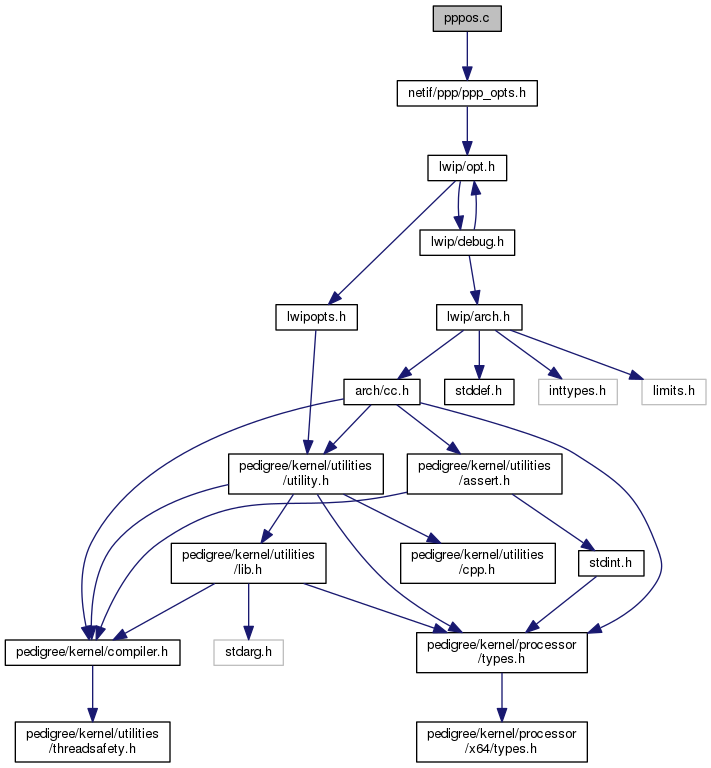 pppos.c
netif/ppp/ppp_opts.h
lwip/opt.h
lwip/debug.h
lwipopts.h
lwip/arch.h
arch/cc.h
stddef.h
inttypes.h
limits.h
pedigree/kernel/utilities
/utility.h
pedigree/kernel/utilities
/assert.h
pedigree/kernel/utilities
/lib.h
pedigree/kernel/utilities
/cpp.h
stdint.h
pedigree/kernel/compiler.h
stdarg.h
pedigree/kernel/processor
/types.h
pedigree/kernel/utilities
/threadsafety.h
pedigree/kernel/processor
/x64/types.h